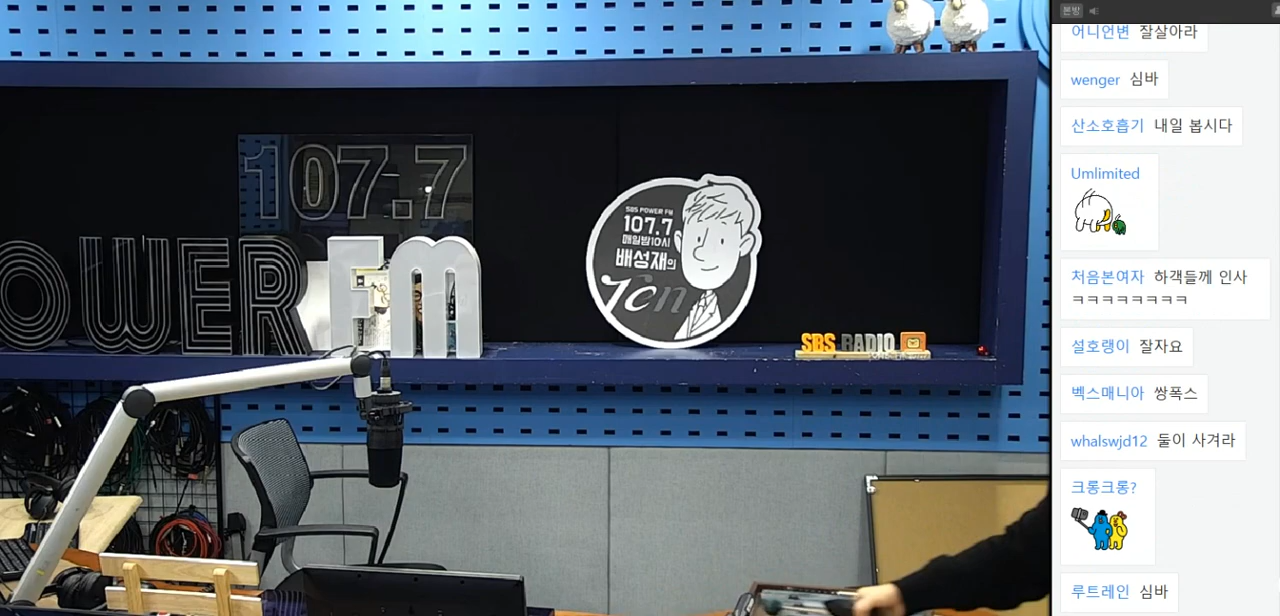 107.7
POWER FM
SBS POWER FM
107.7
매일밤10시
배성재의
Ten
SBS RADIO
본방
어니언변 잘살아라
wenger 심바
산소호흡기 내일 봅시다
Umlimited
처음본여자 하객들께 인사
ㅋㅋㅋㅋㅋㅋㅋㅋ
설호랭이 잘자요
벡스매니아 쌍폭스
whalswjd12 둘이 사겨라
크롱크롱?
루트레인 심바